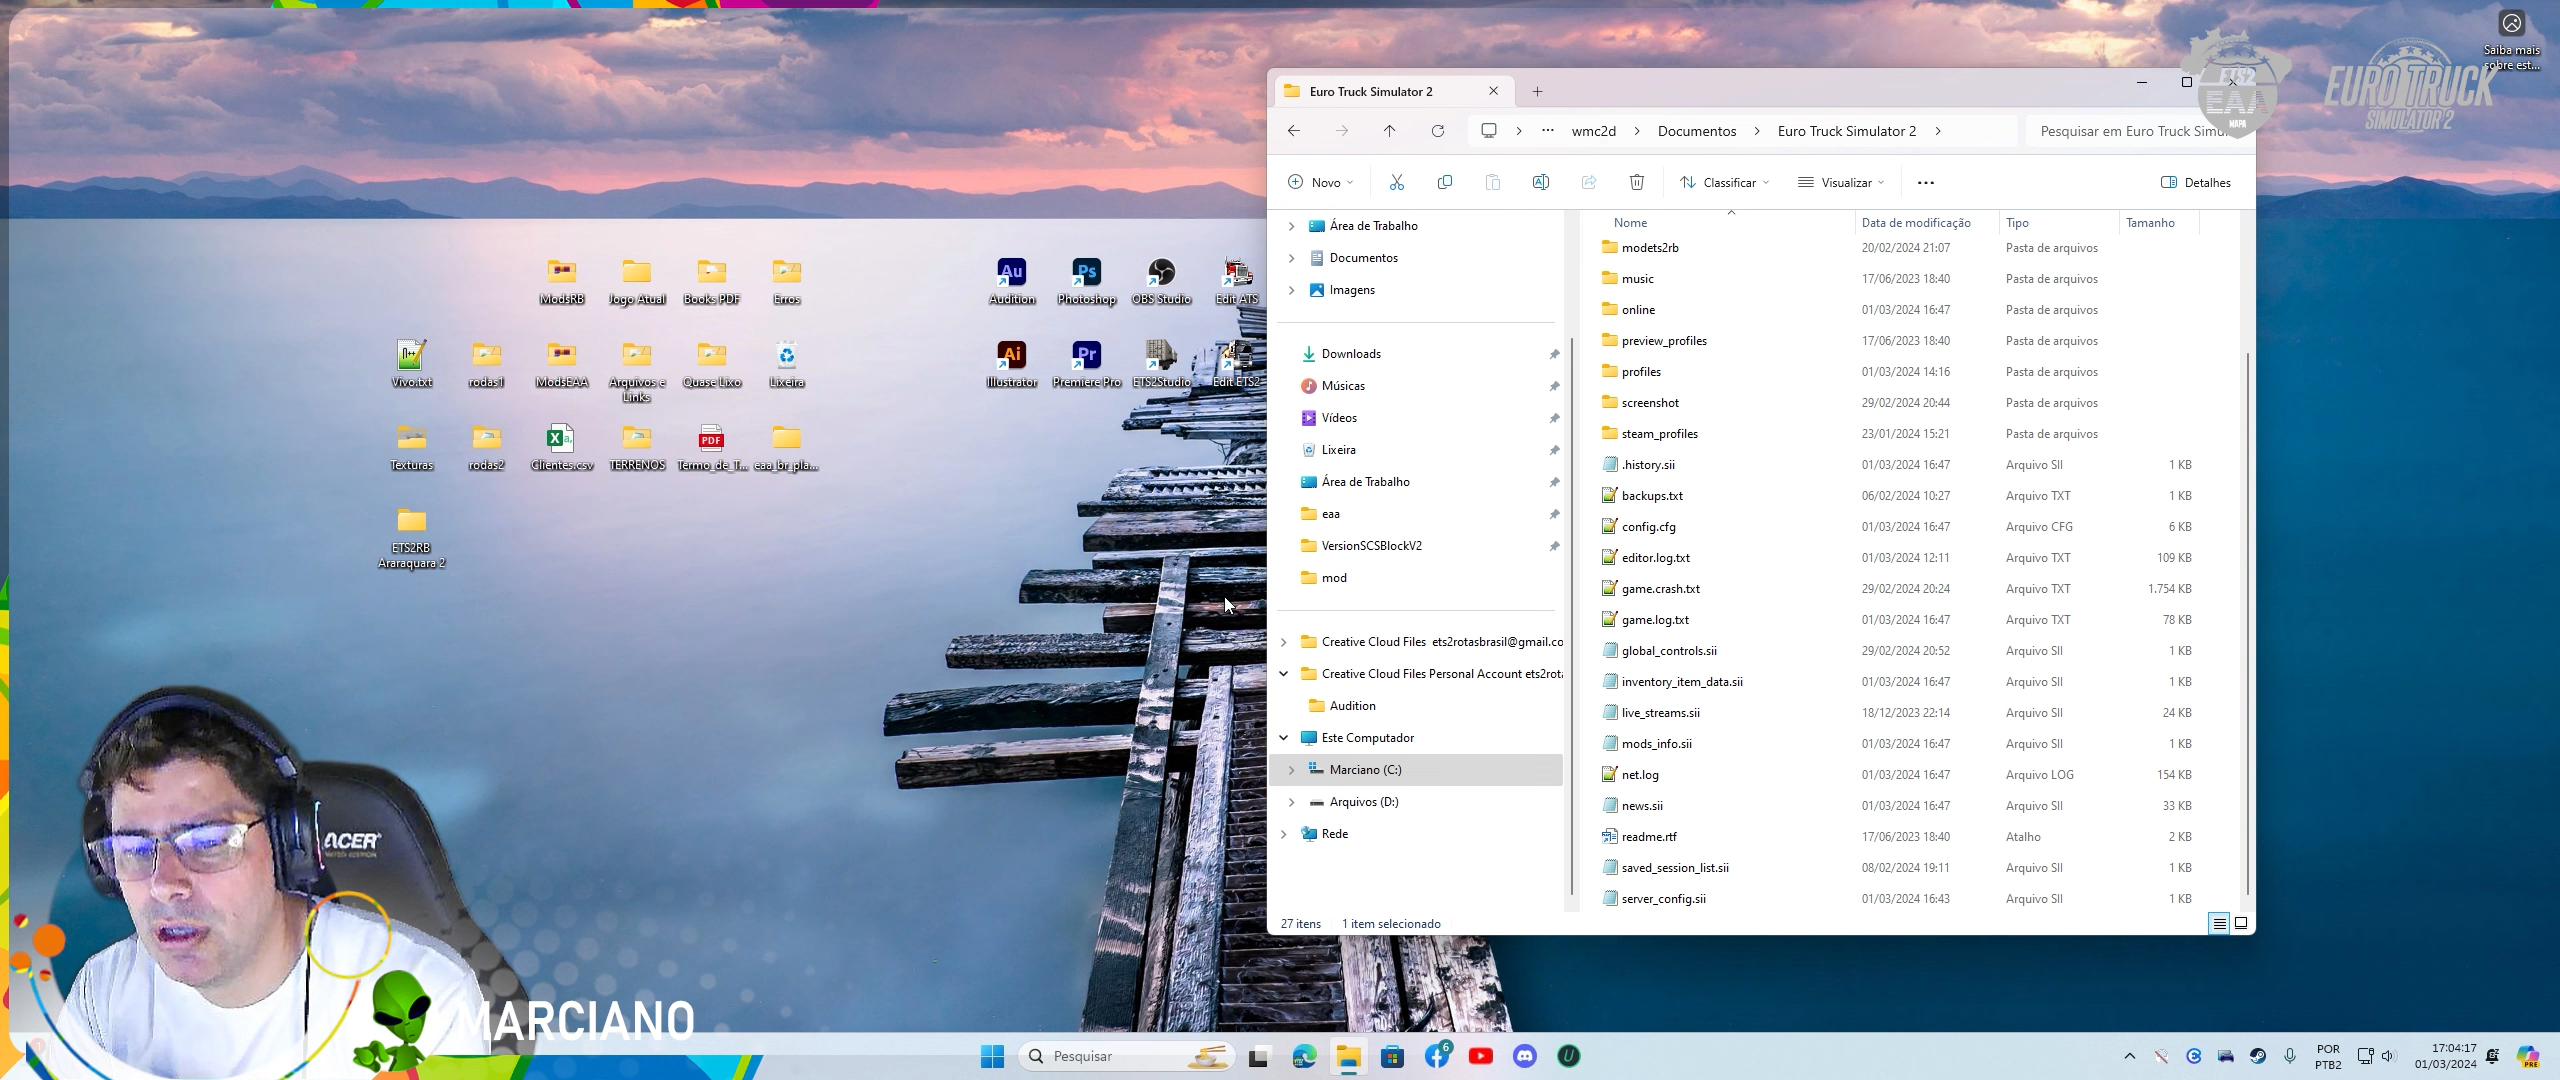 Saiba mais
sobre est...
ETS2
EAA
MAPA
EURO TRUCK
SIMULATOR 2
Euro Truck Simulator 2
wmc2d
Documentos
Euro Truck Simulator 2
Pesquisar em Euro Truck Simu
Novo
Classificar
Visualizar
Detalhes
Área de Trabalho
Documentos
Imagens
Downloads
Músicas
Vídeos
Lixeira
Área de Trabalho
eaa
VersionSCSBlockV2
mod
Creative Cloud Files  ets2rotasbrasil@gmail.co
Creative Cloud Files Personal Account ets2rota
Audition
Este Computador
Marciano (C:)
Arquivos (D:)
Rede
Nome Data de modificação Tipo Tamanho
modets2rb 20/02/2024 21:07 Pasta de arquivos
music 17/06/2023 18:40 Pasta de arquivos
online 01/03/2024 16:47 Pasta de arquivos
preview_profiles 17/06/2023 18:40 Pasta de arquivos
profiles 01/03/2024 14:16 Pasta de arquivos
screenshot 29/02/2024 20:44 Pasta de arquivos
steam_profiles 23/01/2024 15:21 Pasta de arquivos
.history.sii 01/03/2024 16:47 Arquivo SII 1 KB
backups.txt 06/02/2024 10:27 Arquivo TXT 1 KB
config.cfg 01/03/2024 16:47 Arquivo CFG 6 KB
editor.log.txt 01/03/2024 12:11 Arquivo TXT 109 KB
game.crash.txt 29/02/2024 20:24 Arquivo TXT 1.754 KB
game.log.txt 01/03/2024 16:47 Arquivo TXT 78 KB
global_controls.sii 29/02/2024 20:52 Arquivo SII 1 KB
inventory_item_data.sii 01/03/2024 16:47 Arquivo SII 1 KB
live_streams.sii 18/12/2023 22:14 Arquivo SII 24 KB
mods_info.sii 01/03/2024 16:47 Arquivo SII 1 KB
net.log 01/03/2024 16:47 Arquivo LOG 154 KB
news.sii 01/03/2024 16:47 Arquivo SII 33 KB
readme.rtf 17/06/2023 18:40 Atalho 2 KB
saved_session_list.sii 08/02/2024 19:11 Arquivo SII 1 KB
server_config.sii 01/03/2024 16:43 Arquivo SII 1 KB
27 itens 1 item selecionado
ModsRB Jogo Atual Books PDF Erros
Au Ps
Audition Photoshop OBS Studio Edit ATS
Vivo.txt rodas1 ModsEAA Arquivos e Links Quase Lixo Lixeira
Ai Pr
Illustrator Premiere Pro ETS2Studio Edit ETS2
PDF
Texturas rodas2 Clientes.csv TERRENOS Termo_de_T... eaa_br_pla...
ETS2RB
Araraquara 2
ACER
MARCIANO
Pesquisar
6
POR
PTB2
17:04:17
01/03/2024
PRE